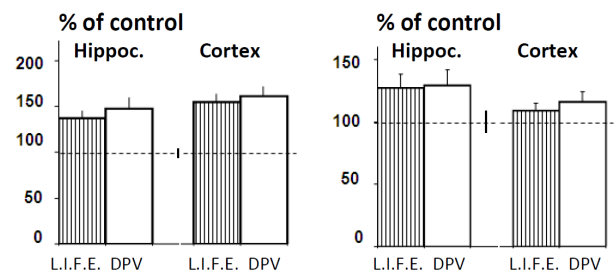 % of control
Hippoc. Cortex
200
150
100
50
0
L.I.F.E. DPV L.I.F.E. DPV
% of control
Hippoc. Cortex
150
100
50
0
L.I.F.E. DPV L.I.F.E. DPV